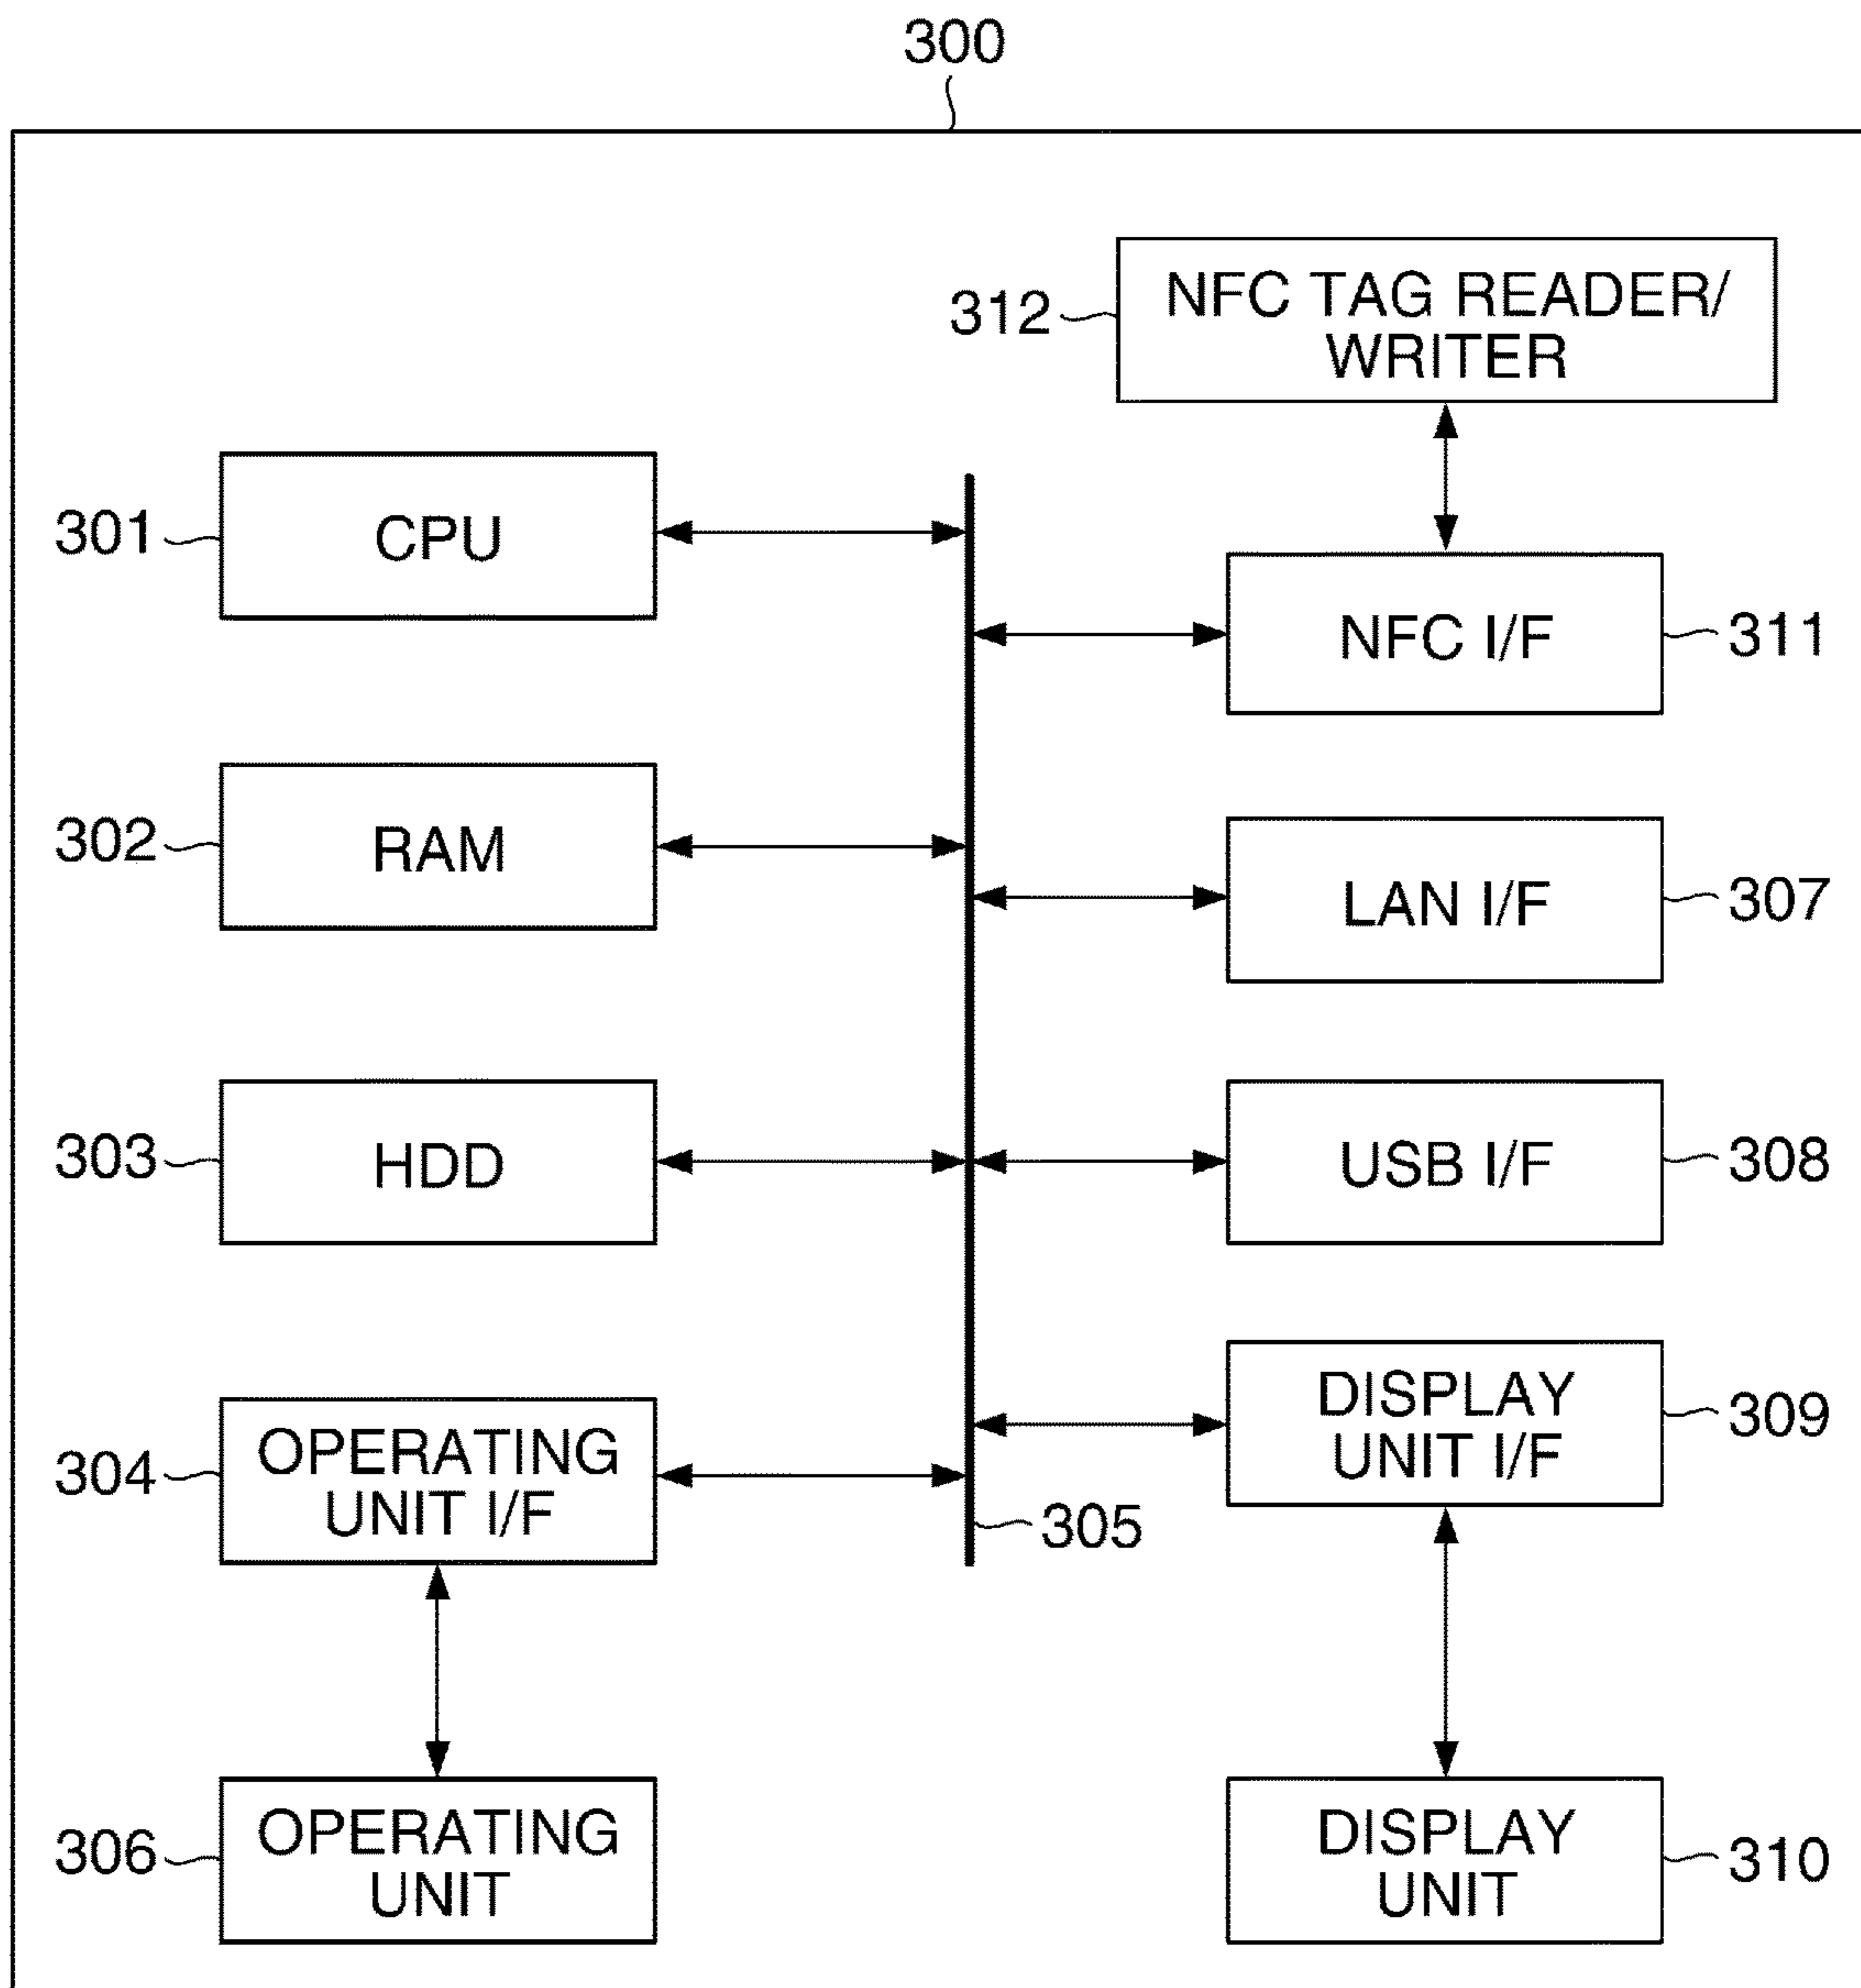 300
312
NFC TAG READER/
WRITER
301
CPU
NFC I/F
311
302
RAM
LAN I/F
307
303
HDD
USB I/F
308
304
OPERATING
UNIT I/F
305
DISPLAY
UNIT I/F
309
306
OPERATING
UNIT
DISPLAY
UNIT
310